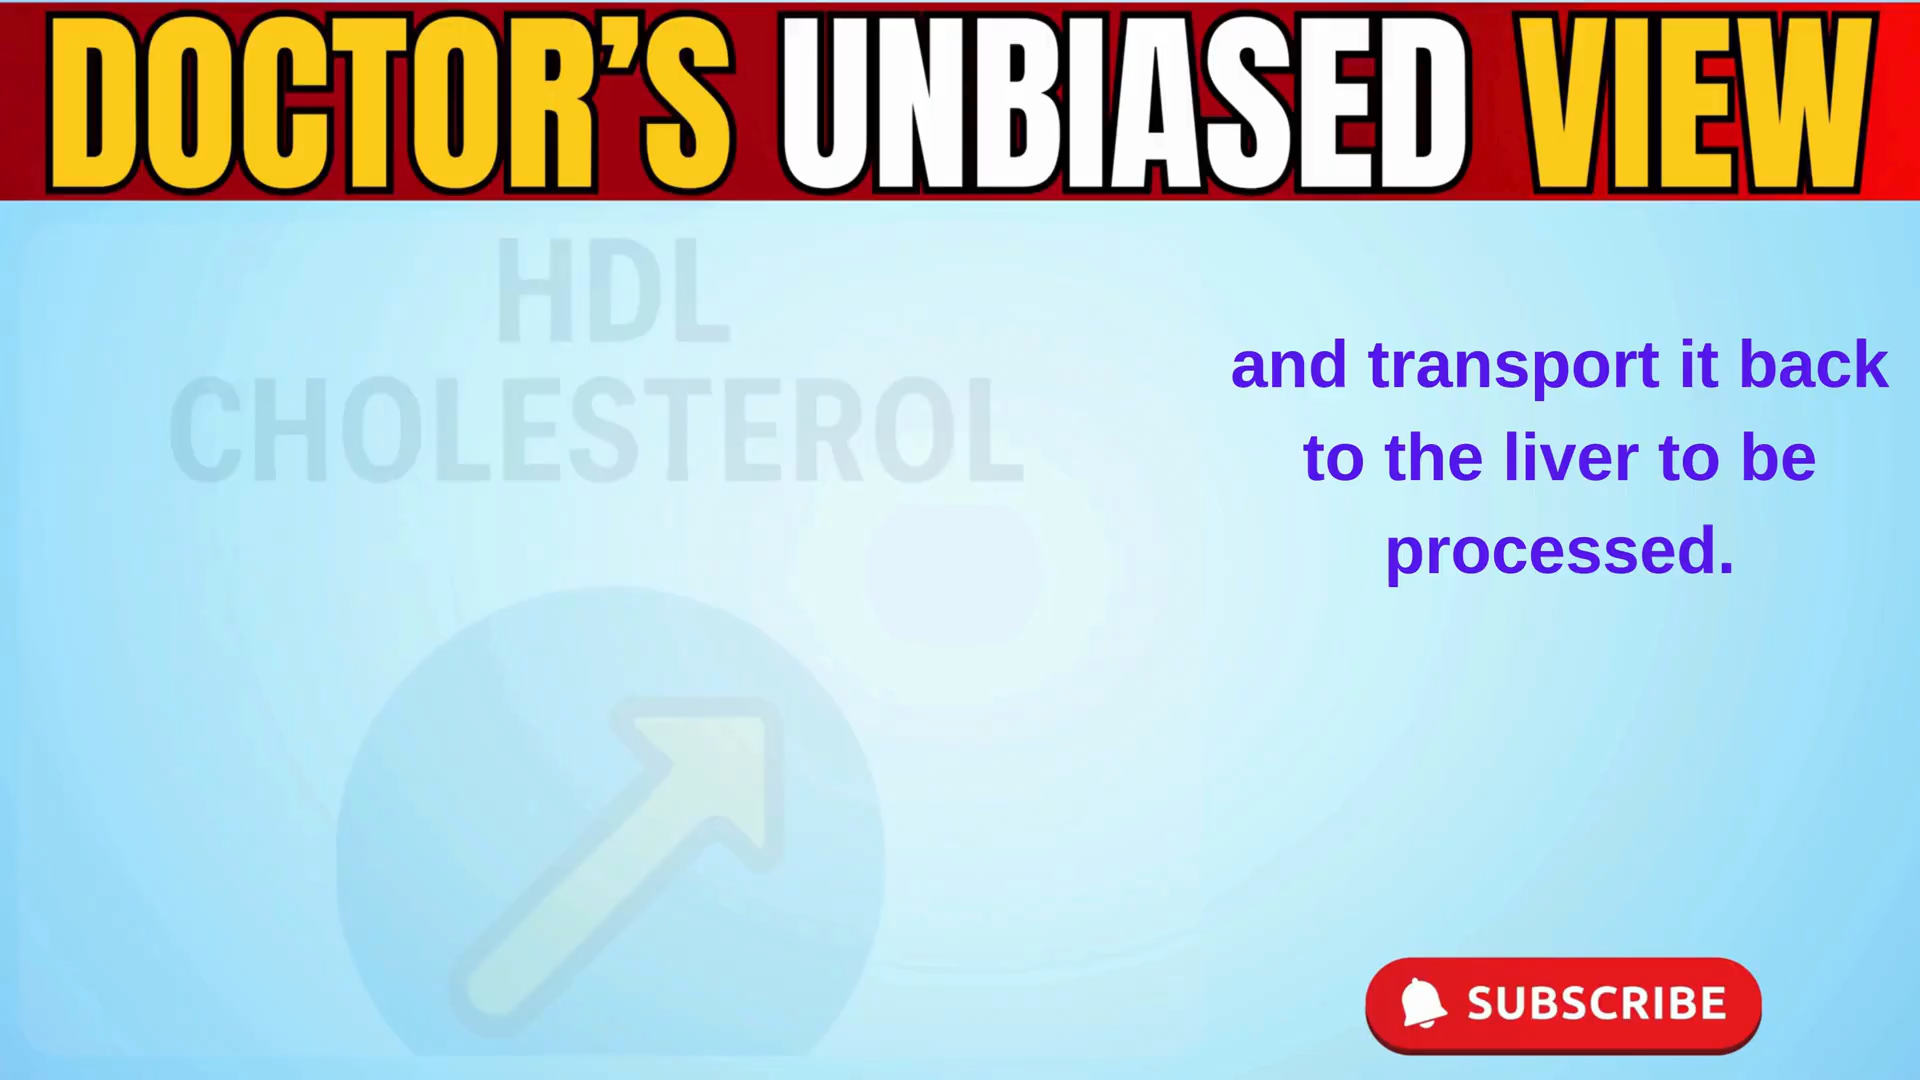 DOCTOR’S UNBIASED VIEW
HDL
CHOLESTEROL
and transport it back
to the liver to be
processed.
SUBSCRIBE